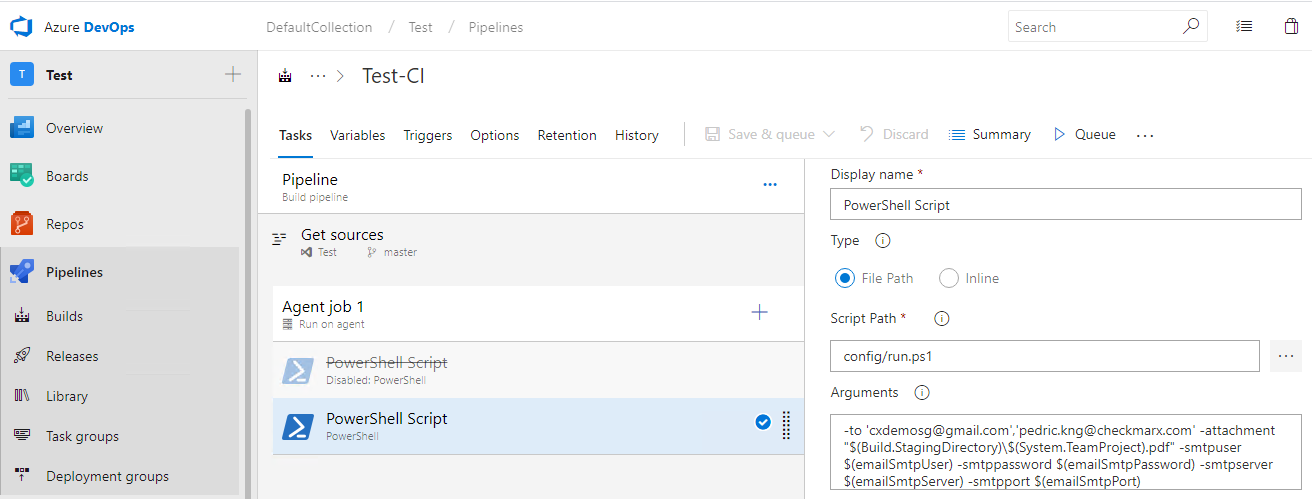 Azure DevOps
DefaultCollection / Test / Pipelines
Search
T Test
Overview
Boards
Repos
Pipelines
Builds
Releases
Library
Task groups
Deployment groups
··· > Test-CI
Tasks Variables Triggers Options Retention History
Save & queue Discard Summary Queue ···
Pipeline
Build pipeline
Get sources
Test master
Agent job 1
Run on agent
PowerShell Script
Disabled: PowerShell
PowerShell Script
PowerShell
Display name *
PowerShell Script
Type
File Path Inline
Script Path *
config/run.ps1
Arguments
-to 'cxdemosg@gmail.com','pedric.kng@checkmarx.com' -attachment
"$(Build.StagingDirectory)\$(System.TeamProject).pdf" -smtpuser
$(emailSmtpUser) -smtppassword $(emailSmtpPassword) -smtpserver
$(emailSmtpServer) -smtpport $(emailSmtpPort)